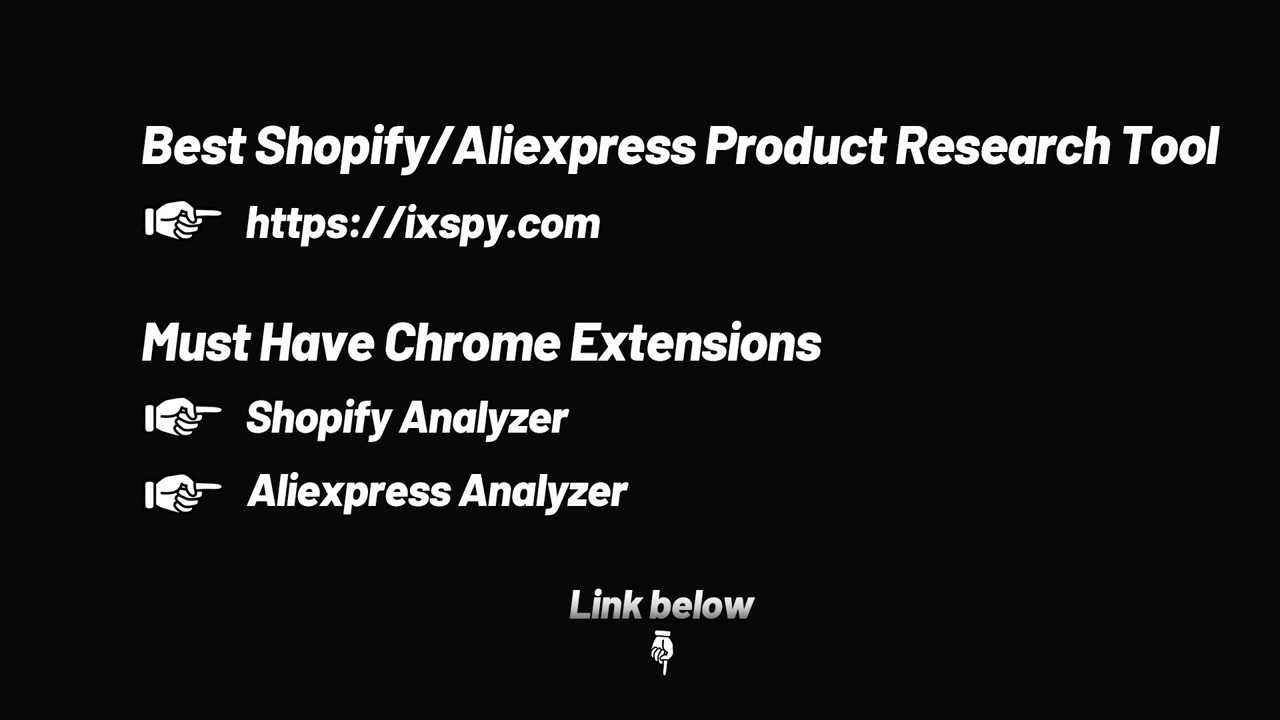 Best Shopify/Aliexpress Product Research Tool
https://ixspy.com
Must Have Chrome Extensions
Shopify Analyzer
Aliexpress Analyzer
Link below